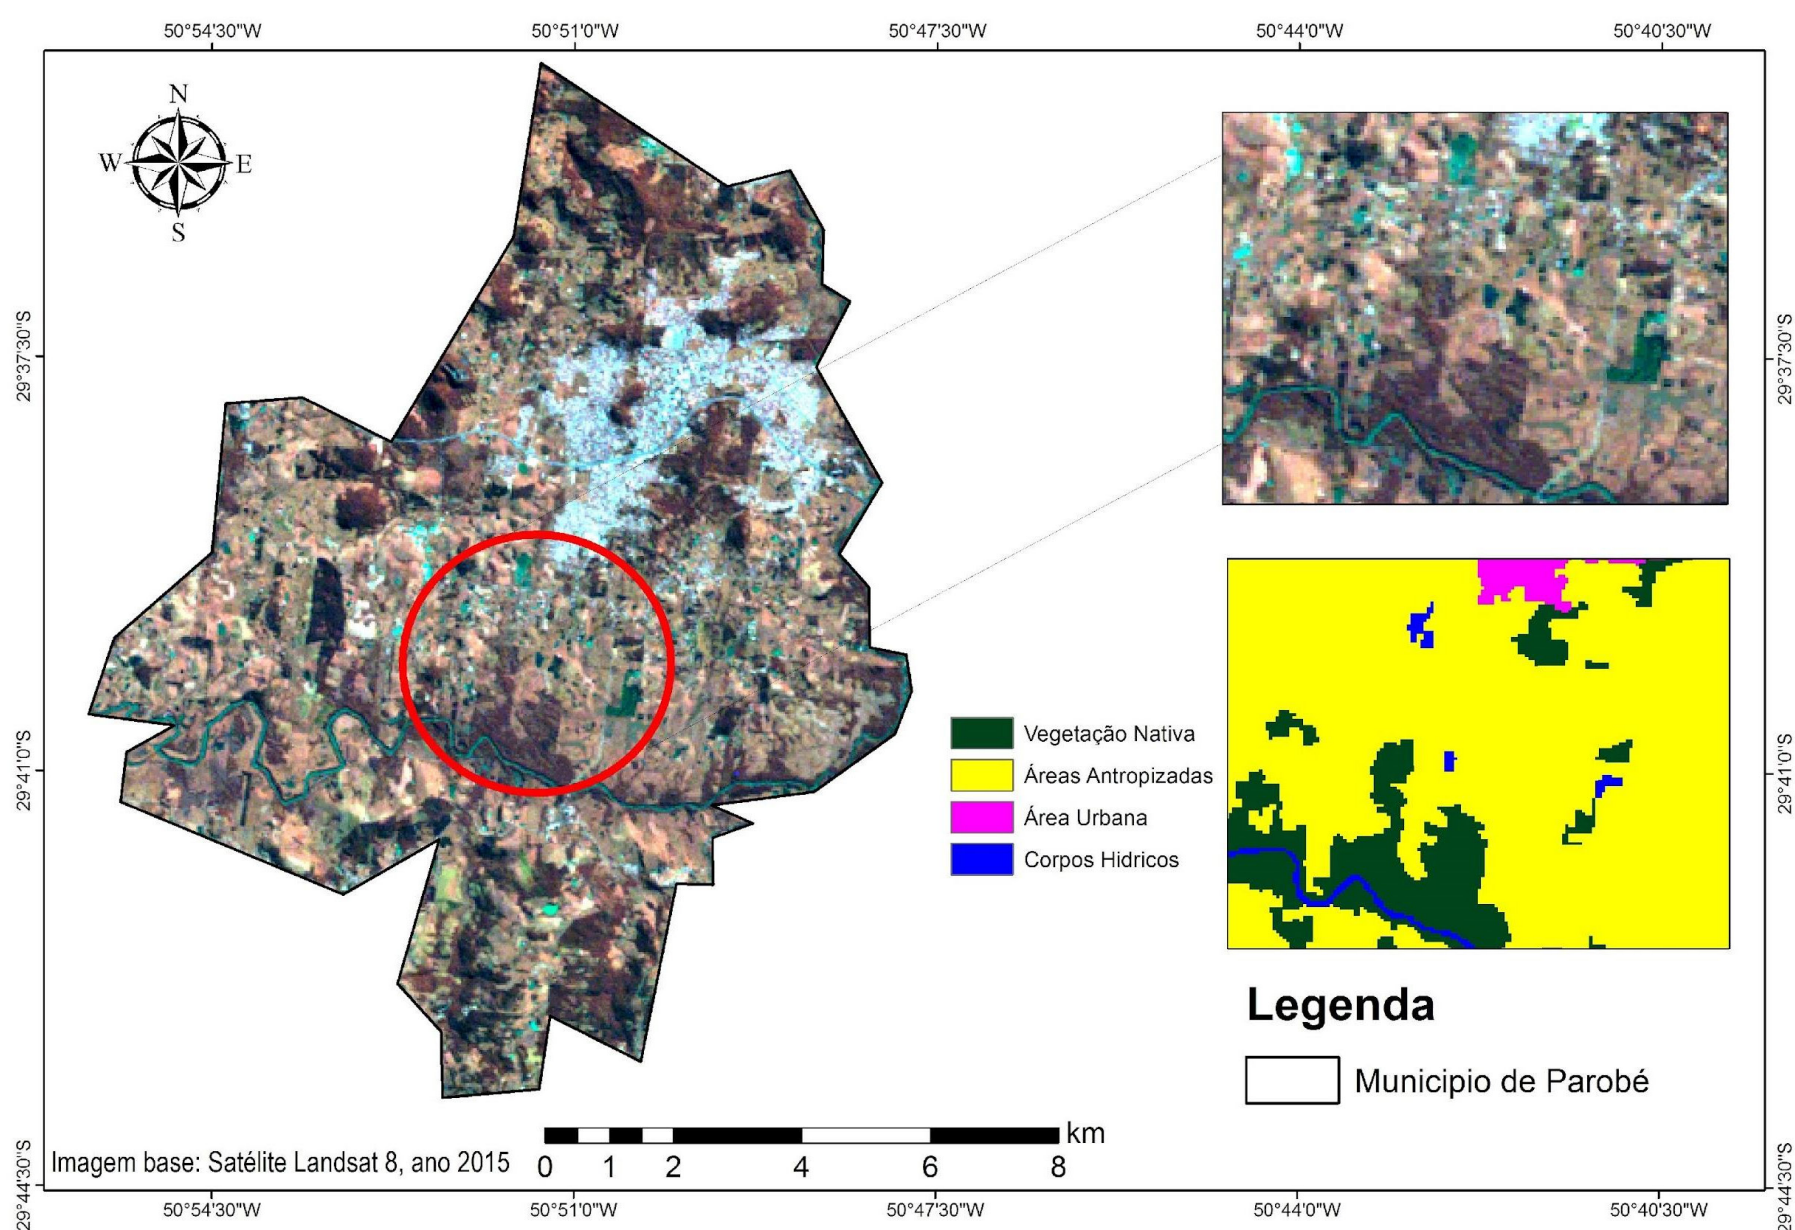 50°54'30"W 50°51'0"W 50°47'30"W 50°44'0"W 50°40'30"W
N
W E
S
29°37'30"S 29°37'30"S
Vegetação Nativa
29°41'0"S 29°41'0"S
Áreas Antropizadas
Área Urbana
Corpos Hidricos
Legenda
Municipio de Parobé
km
Imagem base: Satélite Landsat 8, ano 2015
0 1 2 4 6 8
29°44'30"S 29°44'30"S
50°54'30"W 50°51'0"W 50°47'30"W 50°44'0"W 50°40'30"W